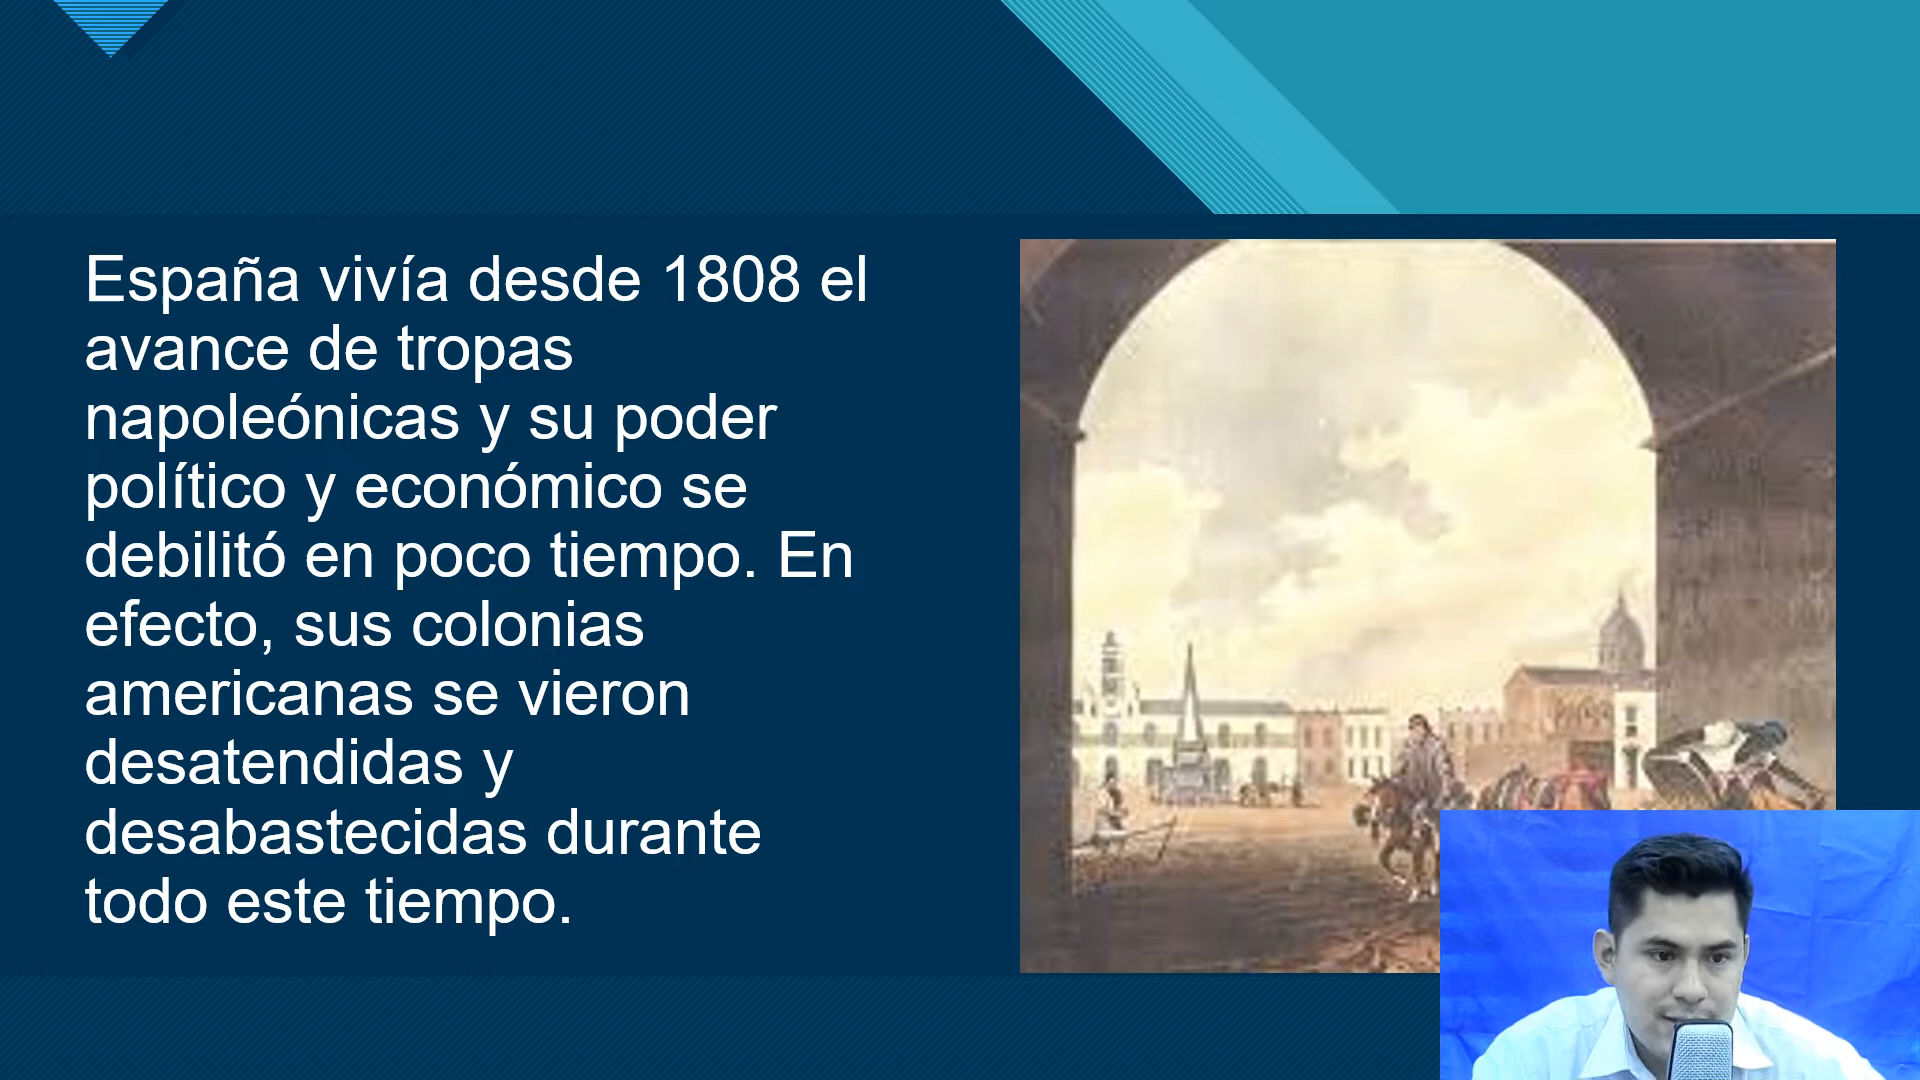 España vivía desde 1808 el
avance de tropas
napoleónicas y su poder
político y económico se
debilitó en poco tiempo. En
efecto, sus colonias
americanas se vieron
desatendidas y
desabastecidas durante
todo este tiempo.